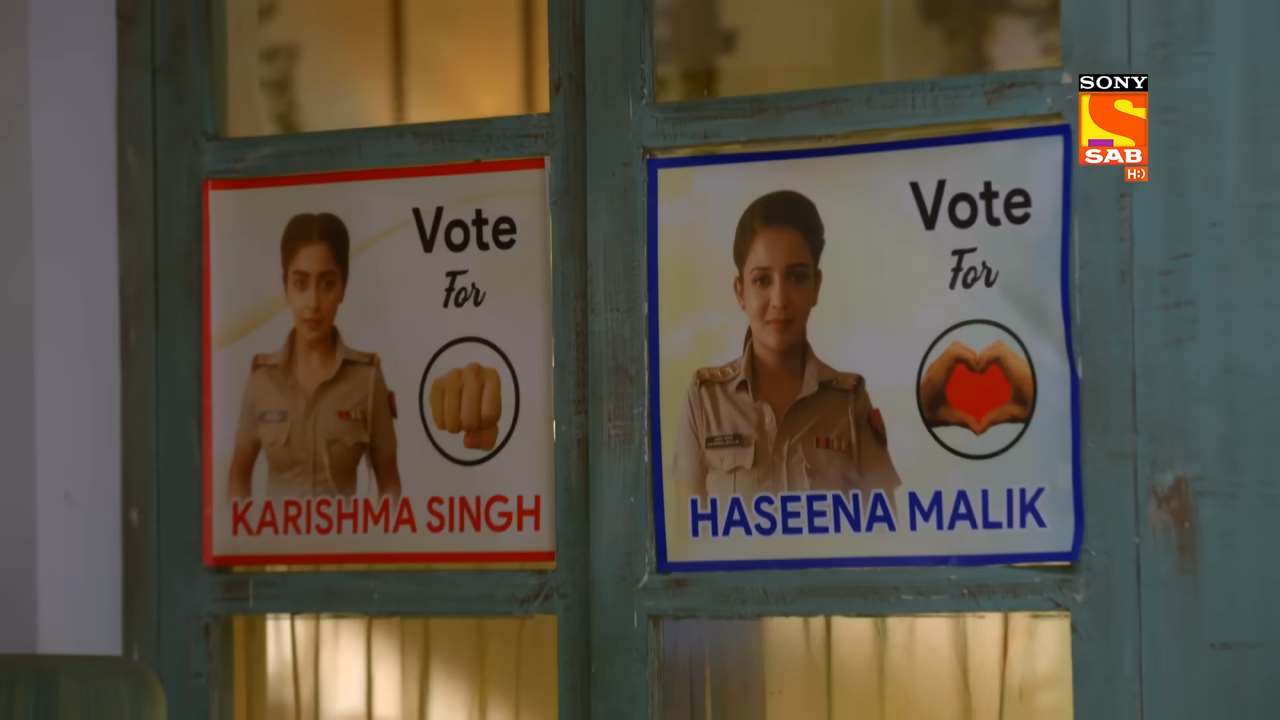 SONY
SAB
HD
Vote
For
KARISHMA SINGH
Vote
For
HASEENA MALIK